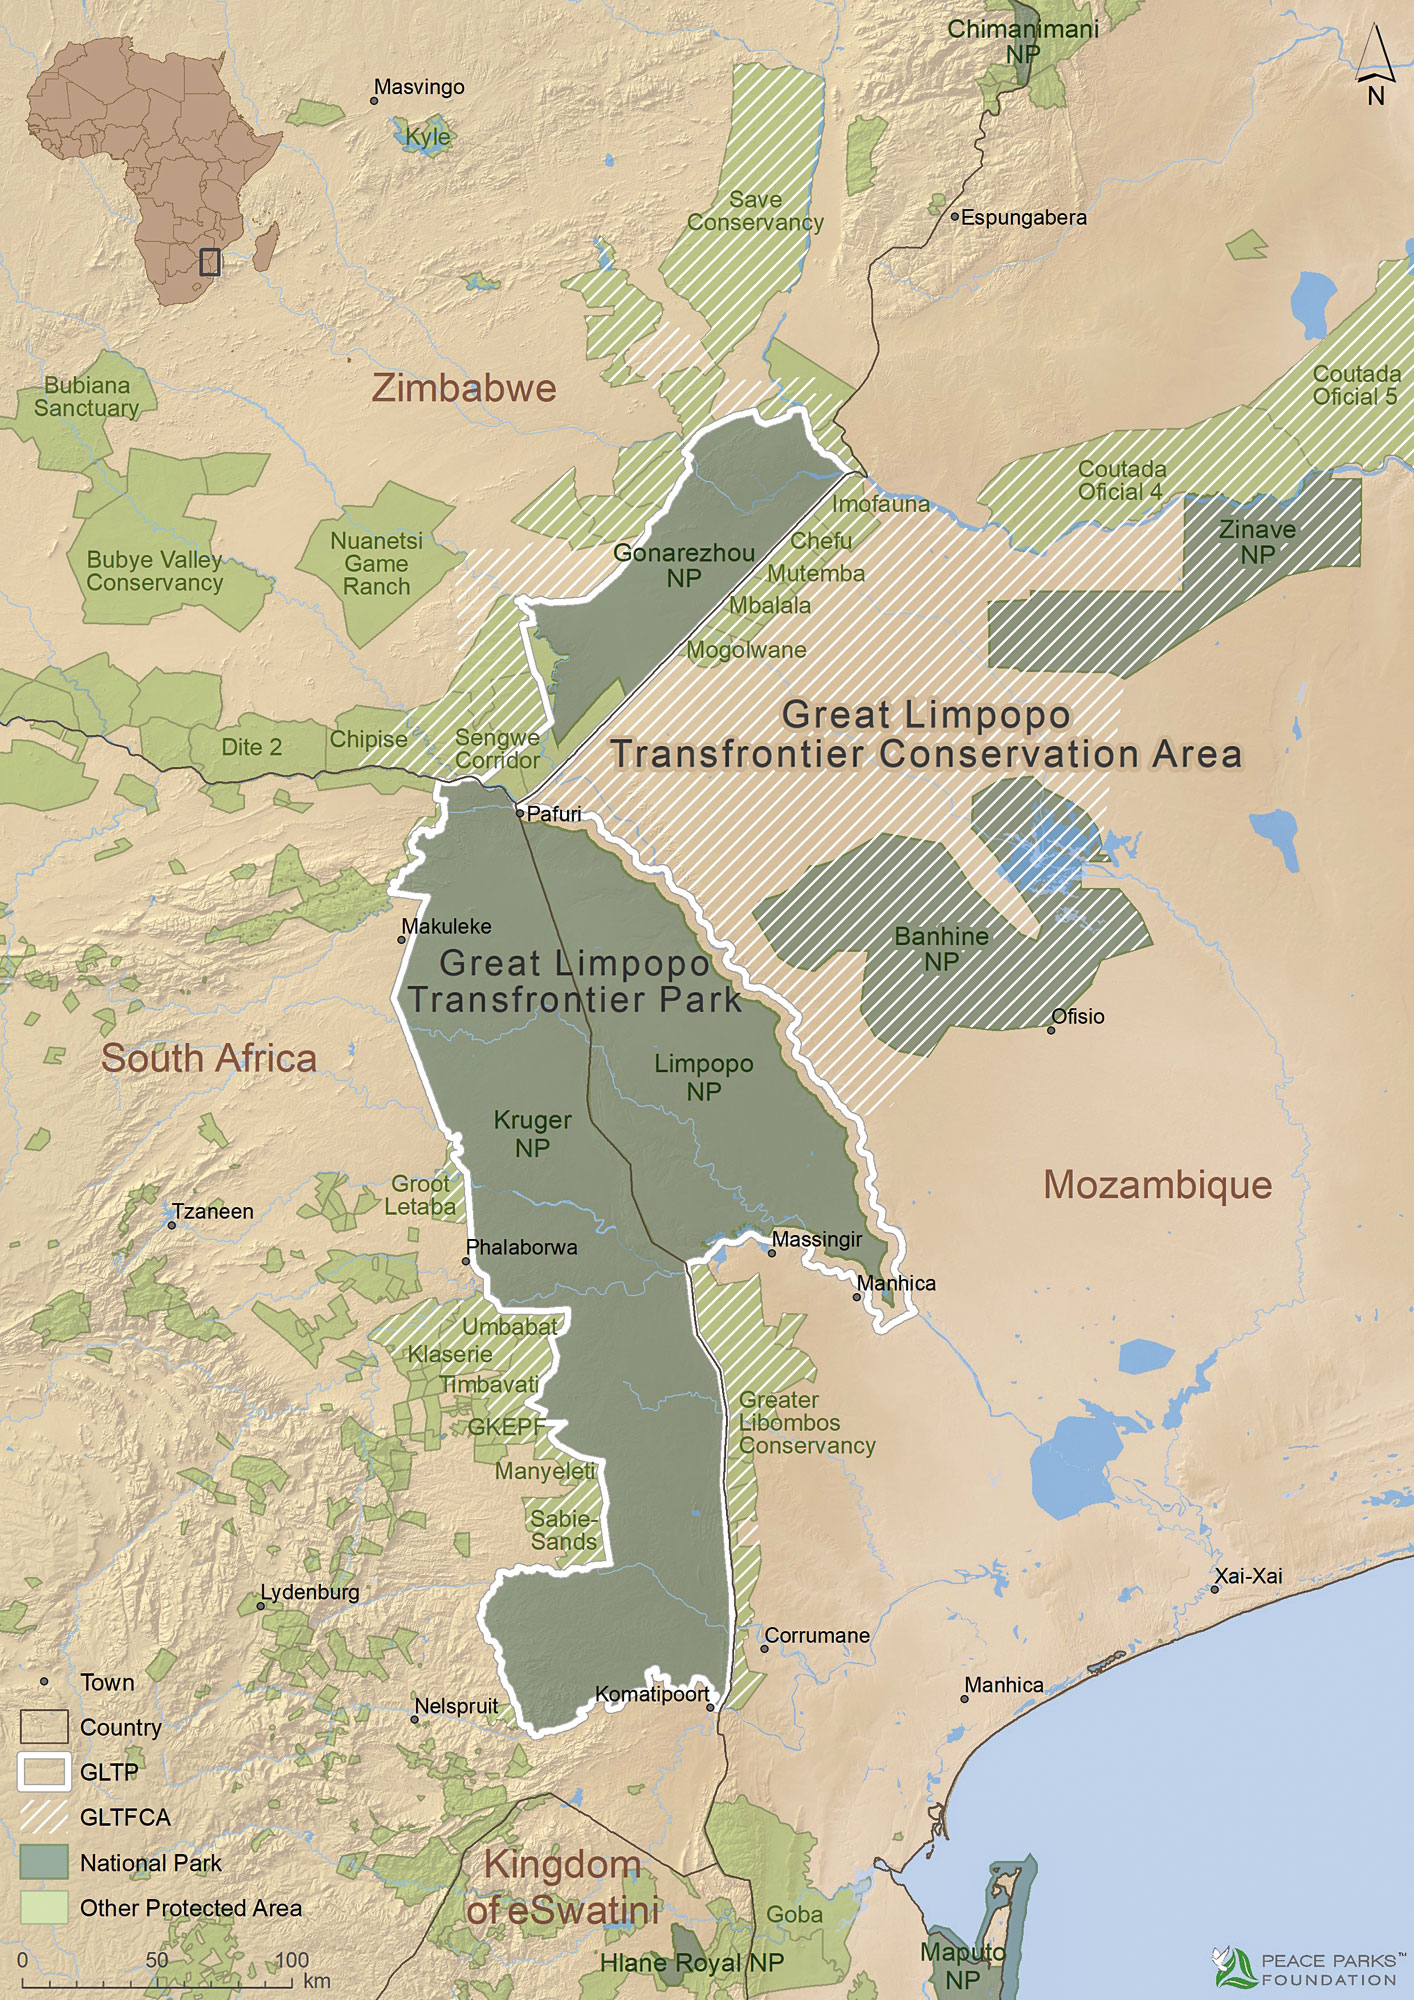 Chimanimani
NP
N
Masvingo
Kyle
Save
Conservancy
Espungabera
Zimbabwe
Bubiana
Sanctuary
Coutada
Oficial 5
Coutada
Oficial 4
Imofauna
Zinave
NP
Nuanetsi
Game
Ranch
Bubye Valley
Conservancy
Gonarezhou
NP
Chefu
Mutemba
Mbalala
Mogolwane
Great Limpopo
Transfrontier Conservation Area
Dite 2
Chipise
Sengwe
Corridor
Pafuri
Makuleke
Banhine
NP
Great Limpopo
Transfrontier Park
Ofisio
South Africa
Limpopo
NP
Kruger
NP
Mozambique
Groot
Letaba
Tzaneen
Phalaborwa
Massingir
Manhica
Umbabat
Klaserie
Timbavati
GKEPF
Manyeleti
Sabie-
Sands
Greater
Libombos
Conservancy
Xai-Xai
Lydenburg
Corrumane
Manhica
Komatipoort
Nelspruit
Town
Country
GLTP
GLTFCA
National Park
Other Protected Area
0 50 100
km
Kingdom
of eSwatini
Goba
Hlane Royal NP
Maputo
NP
PEACE PARKS™
FOUNDATION